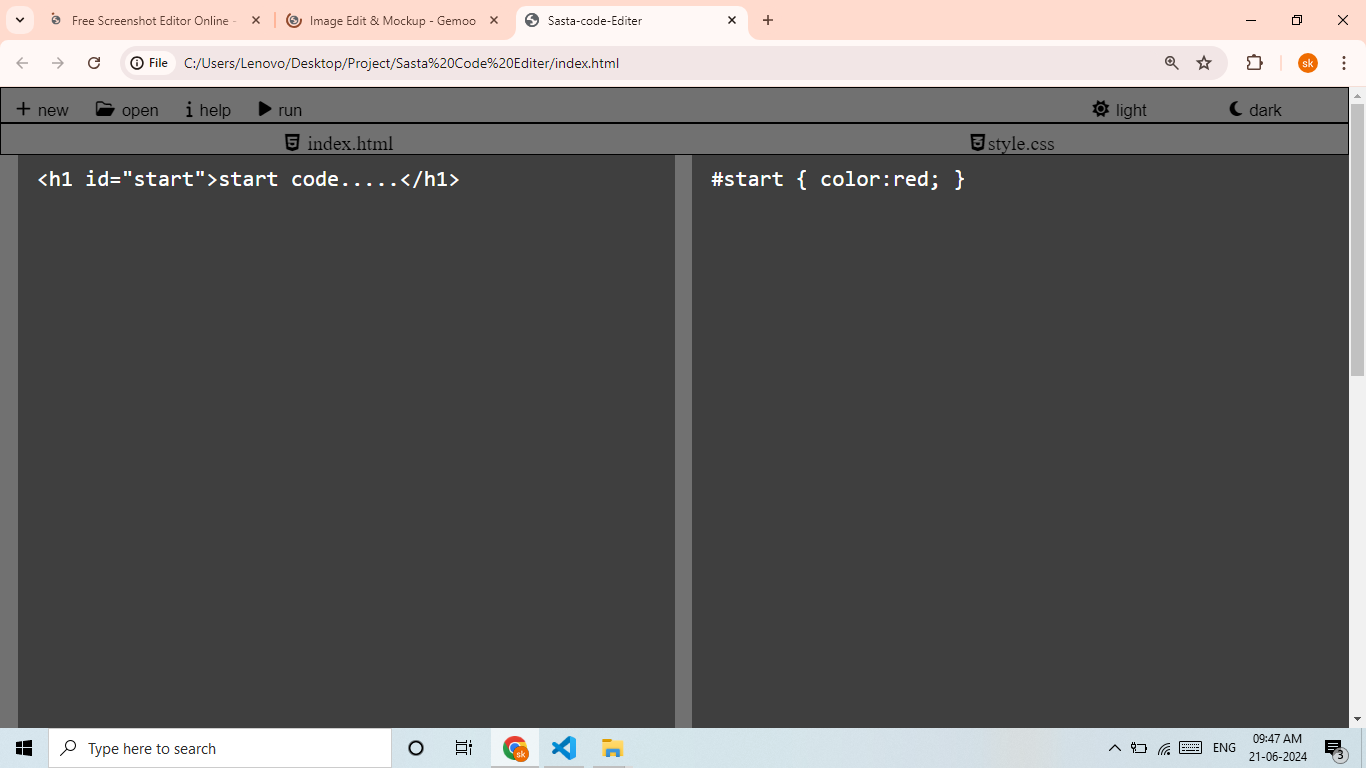 Free Screenshot Editor Online -
Image Edit & Mockup - Gemoo
Sasta-code-Editer
File
C:/Users/Lenovo/Desktop/Project/Sasta%20Code%20Editer/index.html
sk
new open help run light dark
index.html style.css
<h1 id="start">start code.....</h1>
#start { color:red; }
Type here to search
sk
ENG
09:47 AM
21-06-2024
3